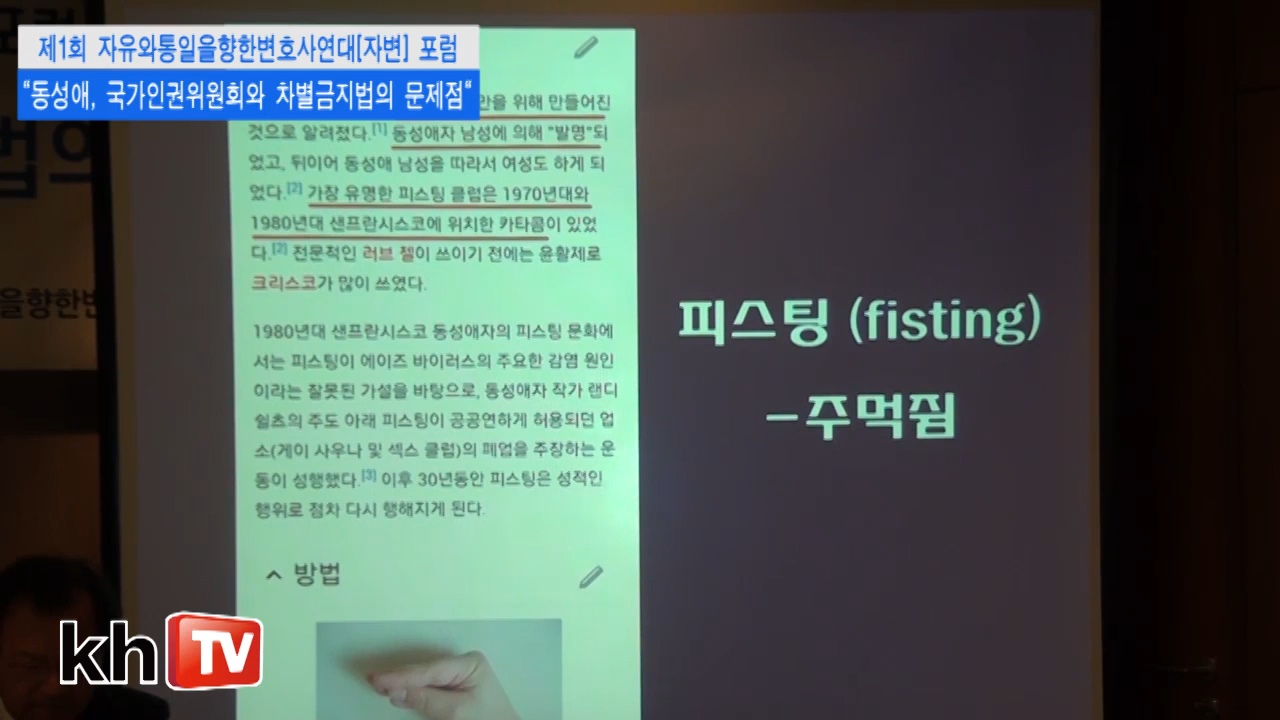 제1회 자유와통일을향한변호사연대[자변] 포럼
"동성애, 국가인권위원회와 차별금지법의 문제점"
안을 위해 만들어진
것으로 알려졌다.[1] 동성애자 남성에 의해 "발명"되
었고, 뒤이어 동성애 남성을 따라서 여성도 하게 되
었다.[2] 가장 유명한 피스팅 클럽은 1970년대와
1980년대 샌프란시스코에 위치한 카타콤이 있었
다.[2] 전문적인 러브 젤이 쓰이기 전에는 윤활제로
크리스코가 많이 쓰였다.
1980년대 샌프란시스코 동성애자의 피스팅 문화에
서는 피스팅이 에이즈 바이러스의 주요한 감염 원인
이라는 잘못된 가설을 바탕으로, 동성애자 작가 랜디
쉴츠의 주도 아래 피스팅이 공공연하게 허용되던 업
소(게이 사우나 및 섹스 클럽)의 폐업을 주장하는 운
동이 성행했다.[3] 이후 30년동안 피스팅은 성적인
행위로 점차 다시 행해지게 된다.
방법
피스팅 (fisting)
-주먹쥠
법의
을향한변
kh TV